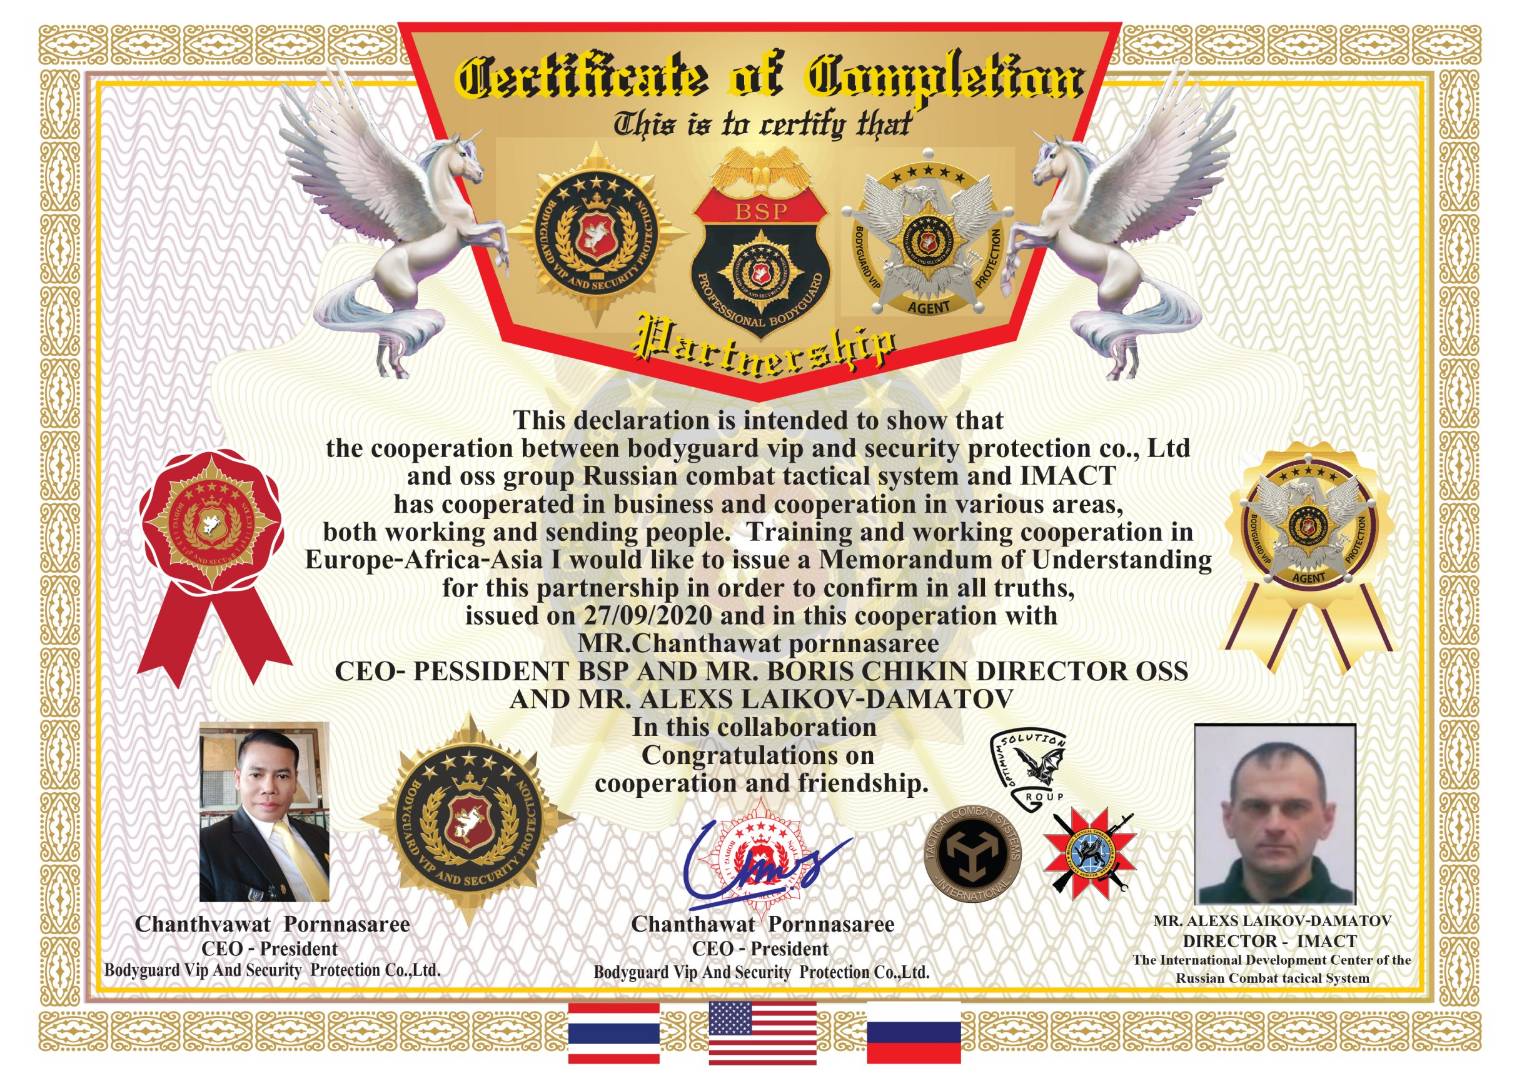 Certificate of Completion
This is to certify that
BODYGUARD VIP AND SECURITY PROTECTION
BSP
PROFESSIONAL BODYGUARD
BODYGUARD VIP
PROTECTION
AGENT
Partnership
This declaration is intended to show that
the cooperation between bodyguard vip and security protection co., Ltd
and oss group Russian combat tactical system and IMACT
has cooperated in business and cooperation in various areas,
both working and sending people. Training and working cooperation in
Europe-Africa-Asia I would like to issue a Memorandum of Understanding
for this partnership in order to confirm in all truths,
issued on 27/09/2020 and in this cooperation with
MR.Chanthawat pornnasaree
CEO- PESSIDENT BSP AND MR. BORIS CHIKIN DIRECTOR OSS
AND MR. ALEXS LAIKOV-DAMATOV
In this collaboration
Congratulations on
cooperation and friendship.
BODYGUARD VIP
PROTECTION
AGENT
BODYGUARD VIP AND SECURITY PROTECTION
OPTIMUM SOLUTION
GROUP
TACTICAL COMBAT SYSTEMS
INTERNATIONAL
Chanthvawat Pornnasaree
CEO - President
Bodyguard Vip And Security Protection Co.,Ltd.
Chanthawat Pornnasaree
CEO - President
Bodyguard Vip And Security Protection Co.,Ltd.
MR. ALEXS LAIKOV-DAMATOV
DIRECTOR - IMACT
The International Development Center of the
Russian Combat tacical System